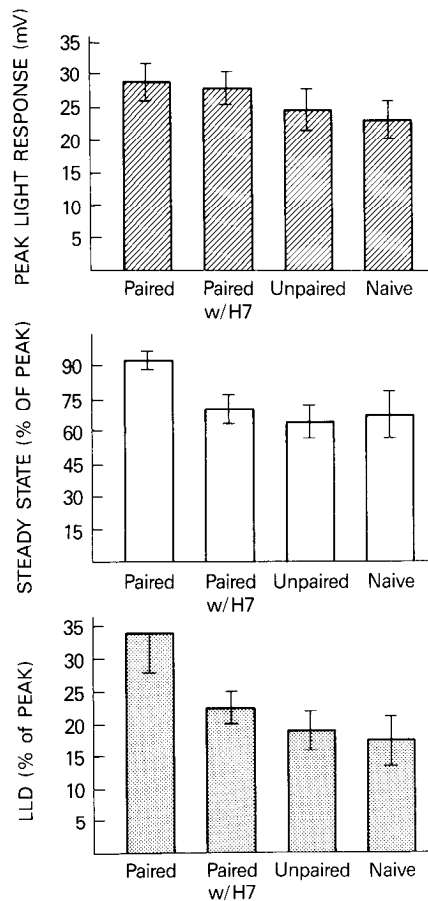 PEAK LIGHT RESPONSE (mV)
35
30
25
20
15
10
5
Paired
Paired
w/H7
Unpaired
Naive
STEADY STATE (% OF PEAK)
90
75
60
45
30
15
Paired
Paired
w/H7
Unpaired
Naive
LLD (% of PEAK)
35
30
25
20
15
10
5
Paired
Paired
w/H7
Unpaired
Naive